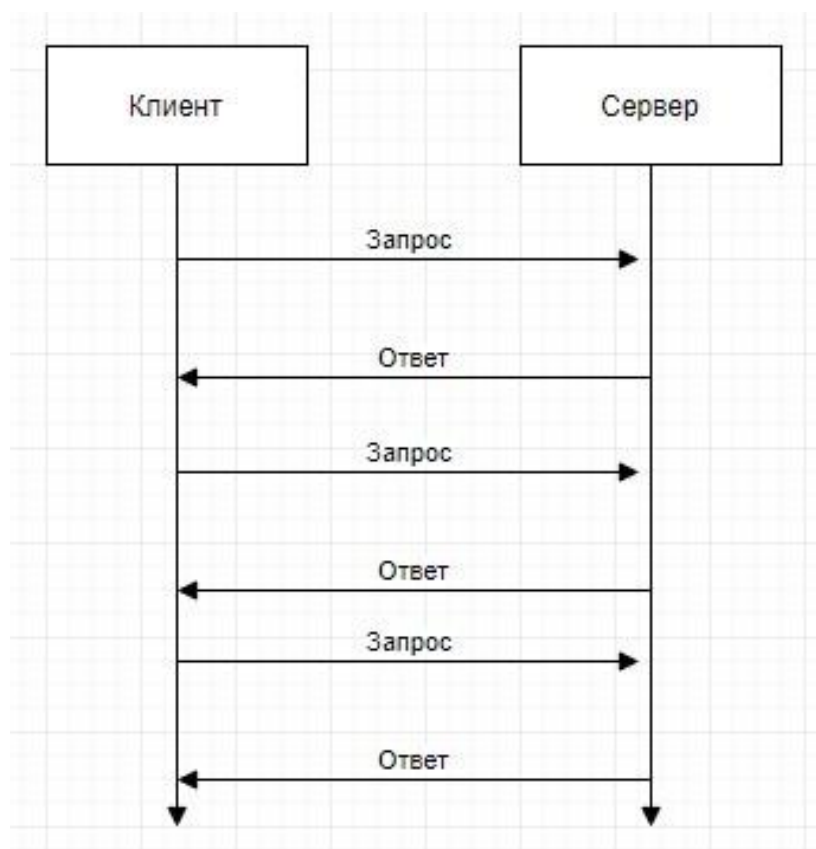 Клиент
Сервер
Запрос
Ответ
Запрос
Ответ
Запрос
Ответ